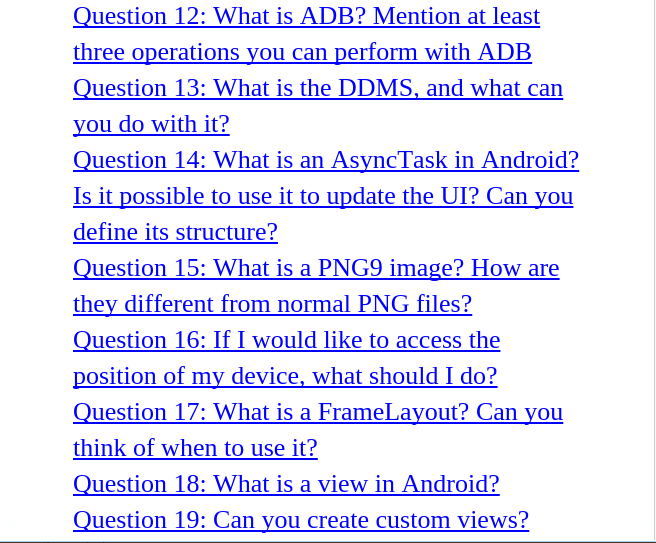 Question 12: What is ADB? Mention at least
three operations you can perform with ADB
Question 13: What is the DDMS, and what can
you do with it?
Question 14: What is an AsyncTask in Android?
Is it possible to use it to update the UI? Can you
define its structure?
Question 15: What is a PNG9 image? How are
they different from normal PNG files?
Question 16: If I would like to access the
position of my device, what should I do?
Question 17: What is a FrameLayout? Can you
think of when to use it?
Question 18: What is a view in Android?
Question 19: Can you create custom views?